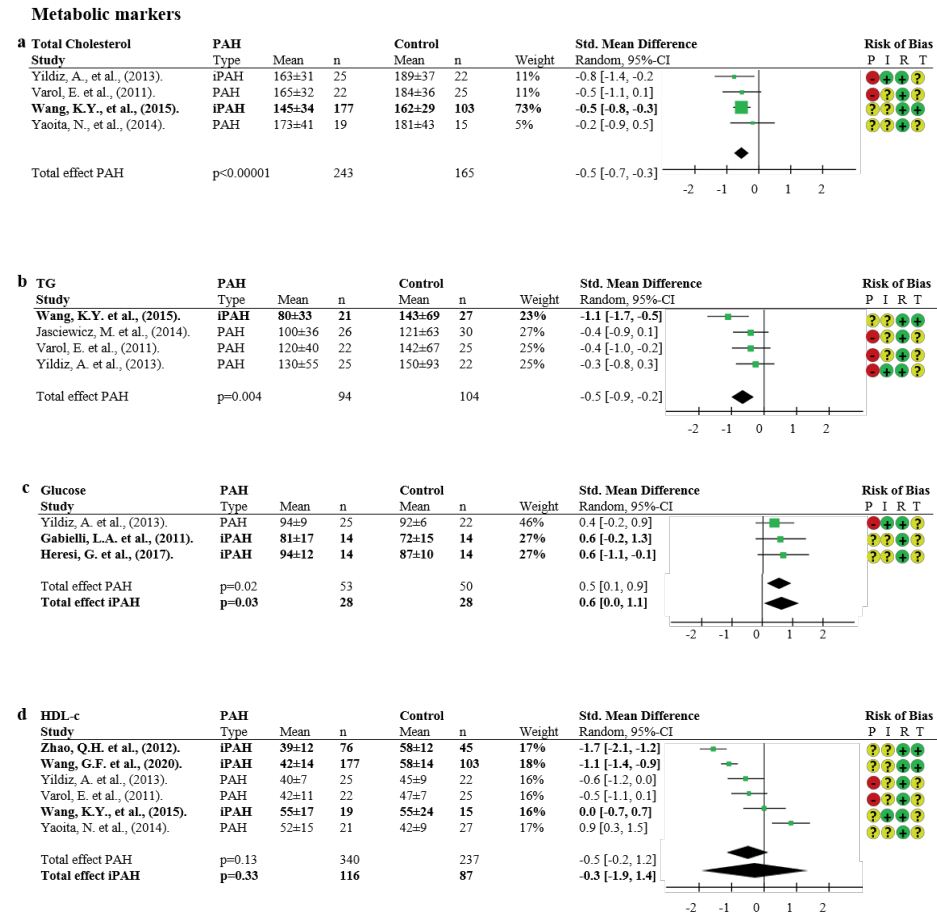 Metabolic markers
a Total Cholesterol PAH Control Std. Mean Difference Risk of Bias
Study Type Mean n Mean n Weight Random, 95%-CI P I R T
Yildiz, A., et al., (2013). iPAH 163±31 25 189±37 22 11% -0.8 [-1.4, -0.2 - + + ?
Varol, E. et al., (2011). PAH 165±32 22 184±36 25 11% -0.5 [-1.1, 0.1] - ? ? ?
Wang, K.Y., et al., (2015). iPAH 145±34 177 162±29 103 73% -0.5 [-0.8, -0.3] ? ? + +
Yaoita, N., et al., (2014). PAH 173±41 19 181±43 15 5% -0.2 [-0.9, 0.5] ? ? + ?
Total effect PAH p<0.00001 243 165 -0.5 [-0.7, -0.3]
-2 -1 0 1 2
b TG PAH Control Std. Mean Difference Risk of Bias
Study Type Mean n Mean n Weight Random, 95%-CI P I R T
Wang, K.Y. et al., (2015). iPAH 80±33 21 143±69 27 23% -1.1 [-1.7, -0.5] ? ? + +
Jasciewicz, M. et al., (2014). PAH 100±36 26 121±63 30 27% -0.4 [-0.9, 0.1] - ? + ?
Varol, E. et al., (2011). PAH 120±40 22 142±67 25 25% -0.4 [-1.0, -0.2] - ? ? ?
Yildiz, A. et al., (2013). PAH 130±55 25 150±93 22 25% -0.3 [-0.8, 0.3] - + + ?
Total effect PAH p=0.004 94 104 -0.5 [-0.9, -0.2]
-2 -1 0 1 2
c Glucose PAH Control Std. Mean Difference Risk of Bias
Study Type Mean n Mean n Weight Random, 95%-CI P I R T
Yildiz, A. et al., (2013). PAH 94±9 25 92±6 22 46% 0.4 [-0.2, 0.9] - + + ?
Gabielli, L.A. et al., (2011). iPAH 81±17 14 72±15 14 27% 0.6 [-0.2, 1.3] ? ? + ?
Heresi, G. et al., (2017). iPAH 94±12 14 87±10 14 27% 0.6 [-1.1, -0.1] ? ? + ?
Total effect PAH p=0.02 53 50 0.5 [0.1, 0.9]
Total effect iPAH p=0.03 28 28 0.6 [0.0, 1.1]
-2 -1 0 1 2
d HDL-c PAH Control Std. Mean Difference Risk of Bias
Study Type Mean n Mean n Weight Random, 95%-CI P I R T
Zhao, Q.H. et al., (2012). iPAH 39±12 76 58±12 45 17% -1.7 [-2.1, -1.2] ? ? + +
Wang, G.F. et al., (2020). iPAH 42±14 177 58±14 103 18% -1.1 [-1.4, -0.9] ? ? + +
Yildiz, A. et al., (2013). PAH 40±7 25 45±9 22 16% -0.6 [-1.2, 0.0] - + + ?
Varol, E. et al., (2011). PAH 42±11 22 47±7 25 16% -0.5 [-1.1, 0.1] - ? ? ?
Wang, K.Y., et al., (2015). iPAH 55±17 19 55±24 15 16% 0.0 [-0.7, 0.7] ? + + ?
Yaoita, N. et al., (2014). PAH 52±15 21 42±9 27 17% 0.9 [0.3, 1.5] ? ? + ?
Total effect PAH p=0.13 340 237 -0.5 [-0.2, 1.2]
Total effect iPAH p=0.33 116 87 -0.3 [-1.9, 1.4]
-2 -1 0 1 2